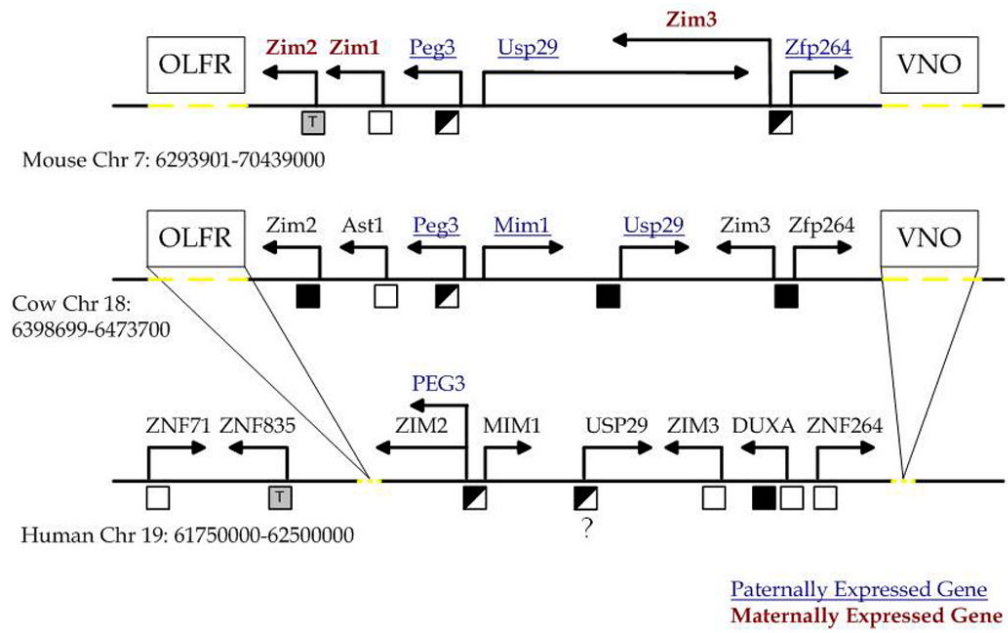 Zim3
OLFR Zim2 Zim1 Peg3 Usp29 Zfp264 VNO
T
Mouse Chr 7: 6293901-70439000
OLFR Zim2 Ast1 Peg3 Mim1 Usp29 Zim3 Zfp264 VNO
Cow Chr 18:
6398699-6473700
PEG3
ZNF71 ZNF835 ZIM2 MIM1 USP29 ZIM3 DUXA ZNF264
T
?
Human Chr 19: 61750000-62500000
Paternally Expressed Gene
Maternally Expressed Gene